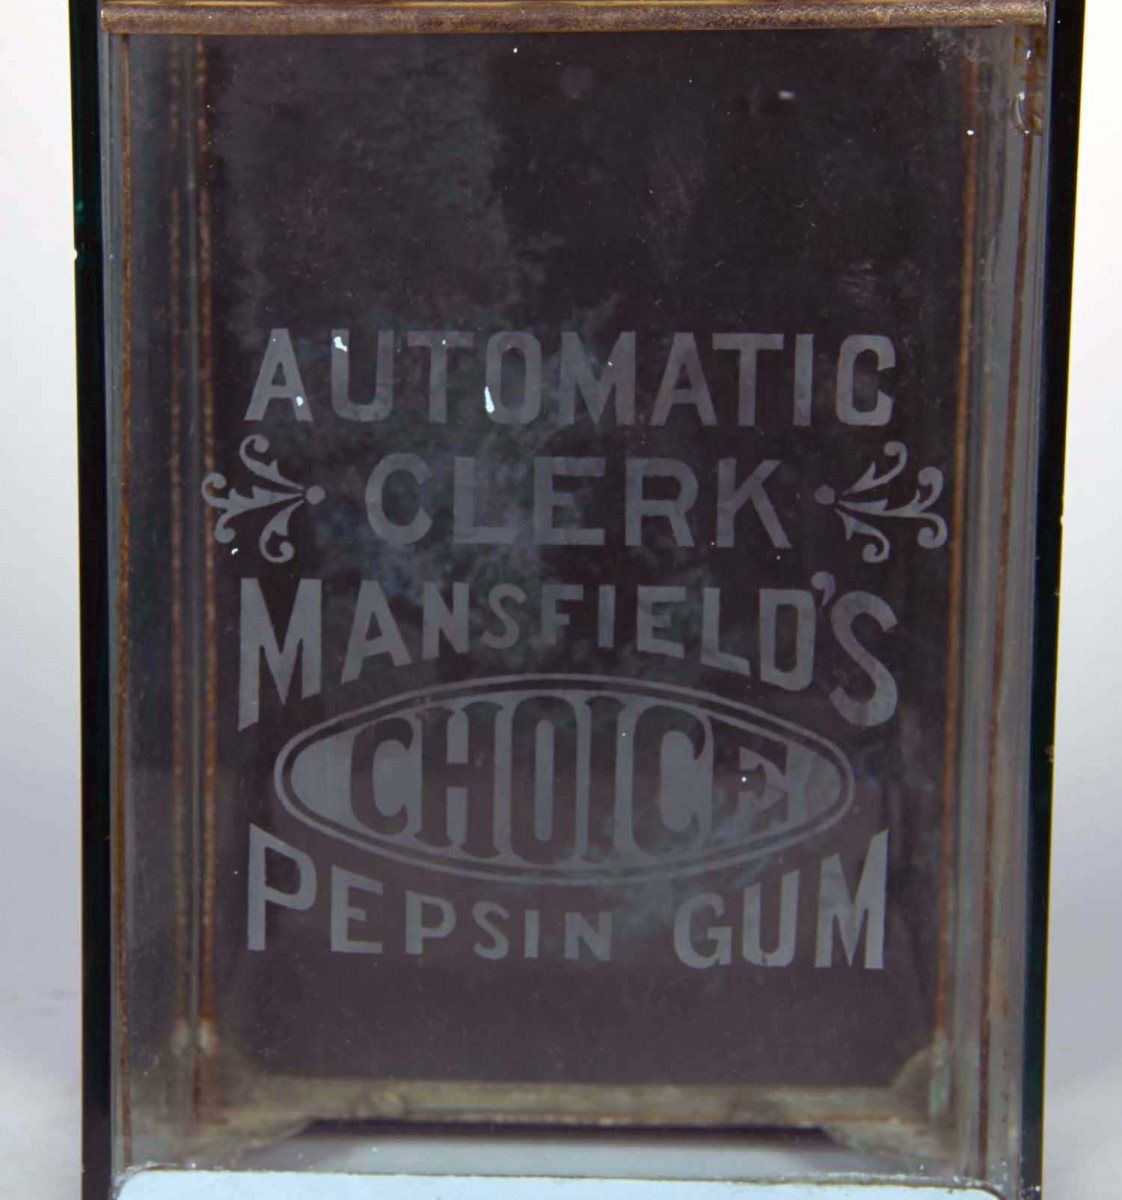 AUTOMATIC
CLERK
MANSFIELD'S
CHOICE
PEPSIN GUM